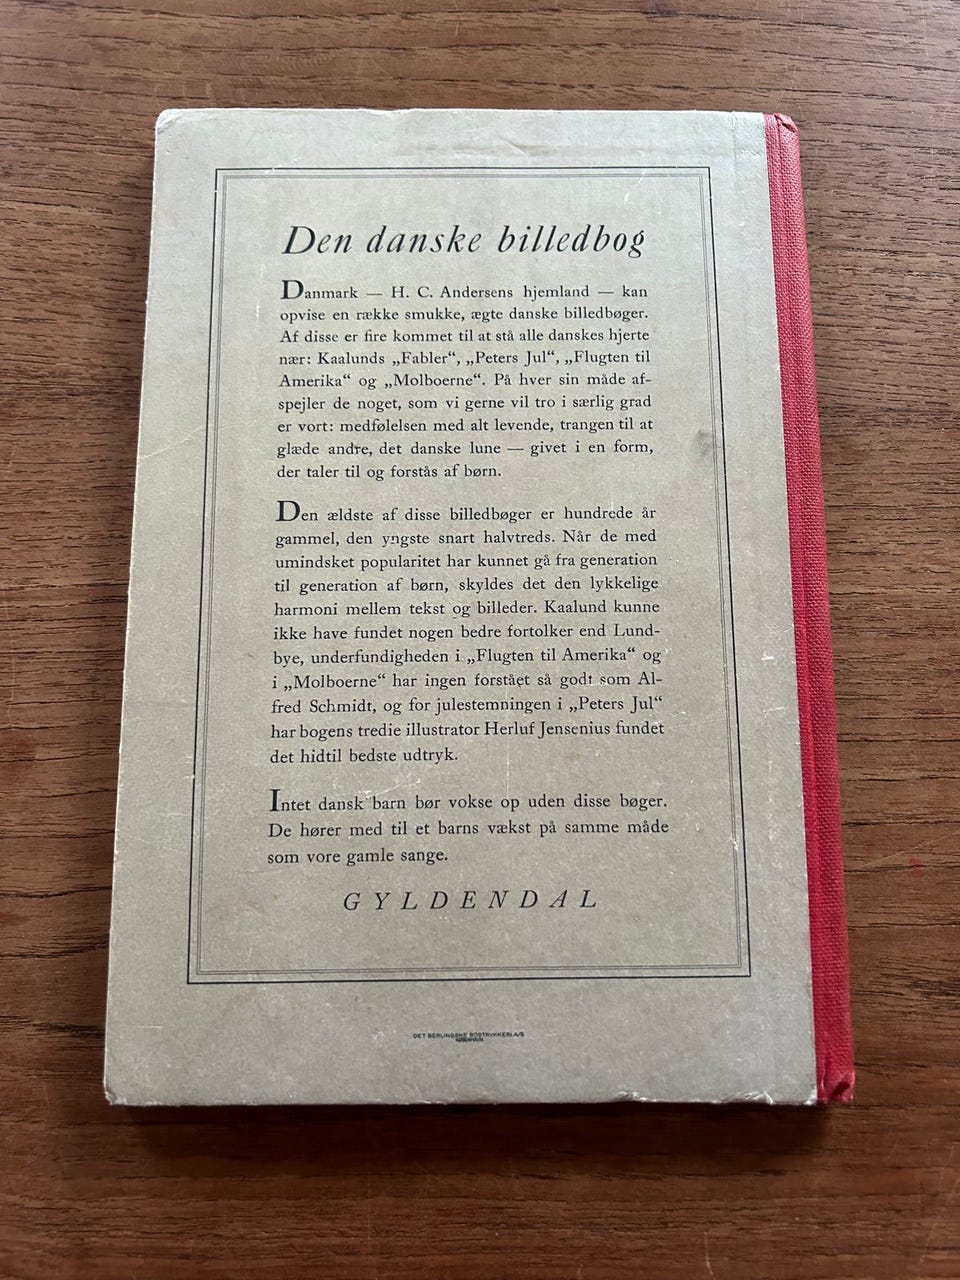 Den danske billedbog
Danmark — H. C. Andersens hjemland — kan
opvise en række smukke, ægte danske billedbøger.
Af disse er fire kommet til at stå alle danskes hjerte
nær: Kaalunds „Fabler“, „Peters Jul“, „Flugten til
Amerika“ og „Molboerne“. På hver sin måde af-
spejler de noget, som vi gerne vil tro i særlig grad
er vort: medfølelsen med alt levende, trangen til at
glæde andre, det danske lune — givet i en form,
der taler til og forstås af børn.
Den ældste af disse billedbøger er hundrede år
gammel, den yngste snart halvtreds. Når de med
umindsket popularitet har kunnet gå fra generation
til generation af børn, skyldes det den lykkelige
harmoni mellem tekst og billeder. Kaalund kunne
ikke have fundet nogen bedre fortolker end Lund-
bye, underfundigheden i „Flugten til Amerika“ og
i „Molboerne“ har ingen forstået så godt som Al-
fred Schmidt, og for julestemningen i „Peters Jul“
har bogens tredie illustrator Herluf Jensenius fundet
det hidtil bedste udtryk.
Intet dansk barn bør vokse op uden disse bøger.
De hører med til et barns vækst på samme måde
som vore gamle sange.
GYLDENDAL
DET BERLINGSKE BOGTRYKKERI A/S
KØBENHAVN